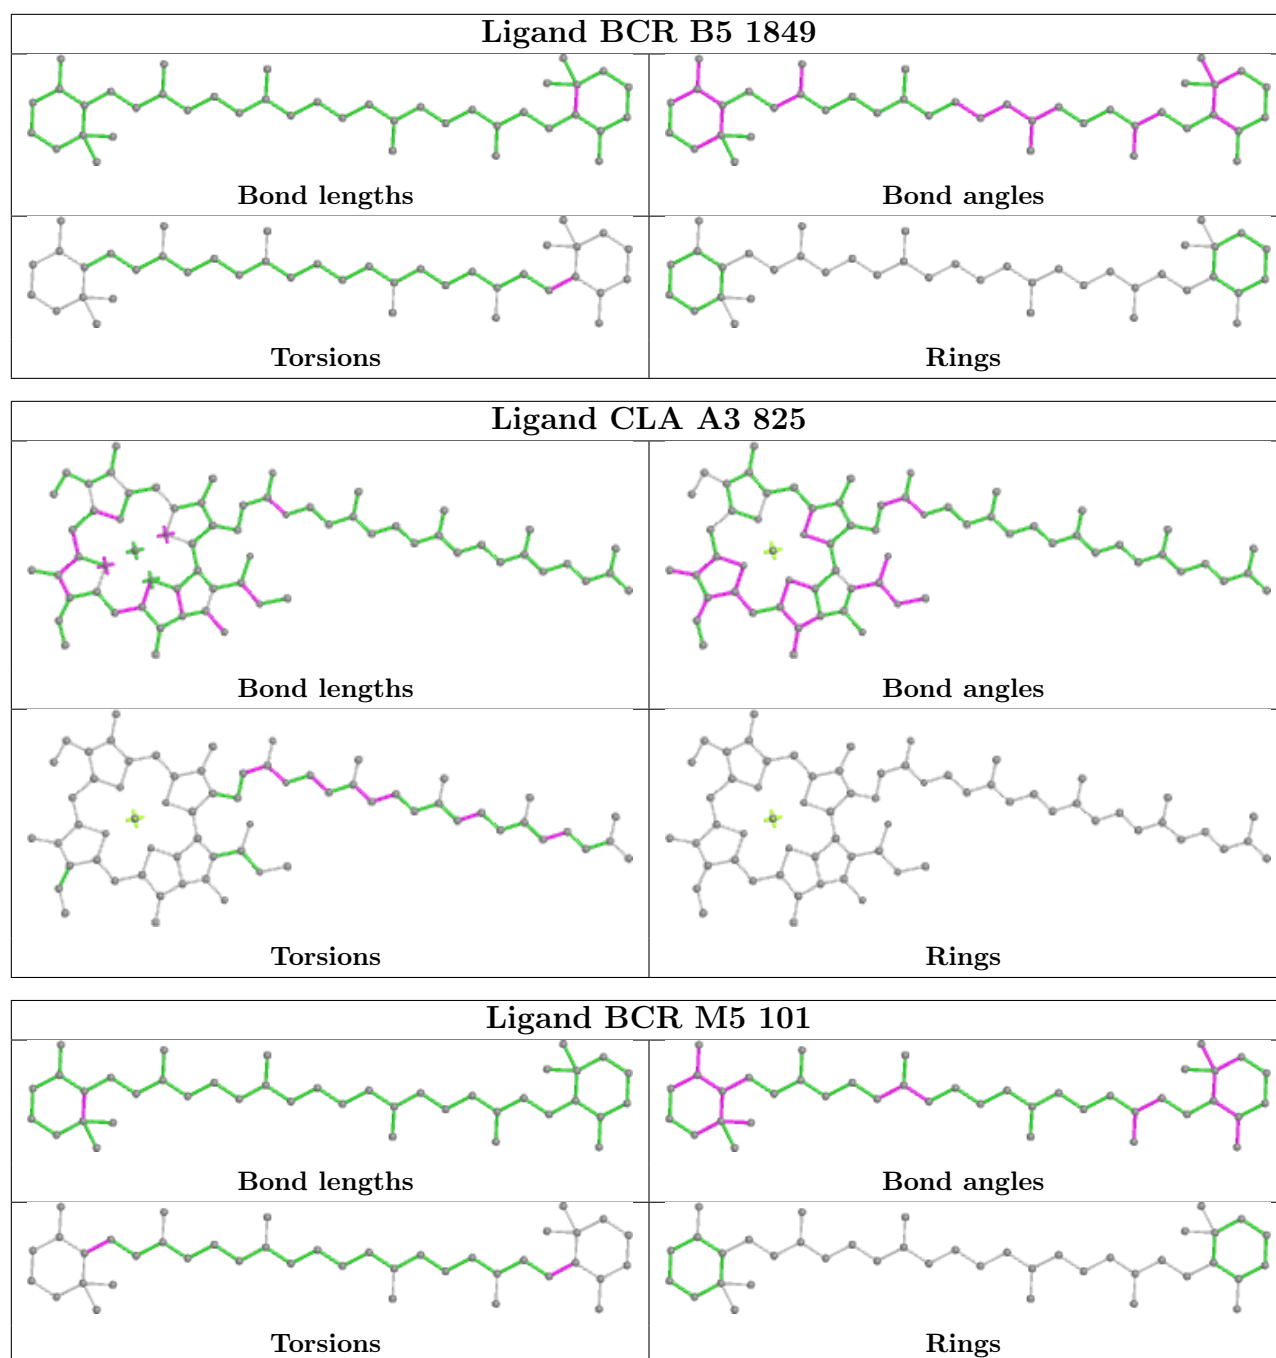 Ligand BCR B5 1849
Bond lengths
Bond angles
Torsions
Rings
Ligand CLA A3 825
Bond lengths
Bond angles
Torsions
Rings
Ligand BCR M5 101
Bond lengths
Bond angles
Torsions
Rings